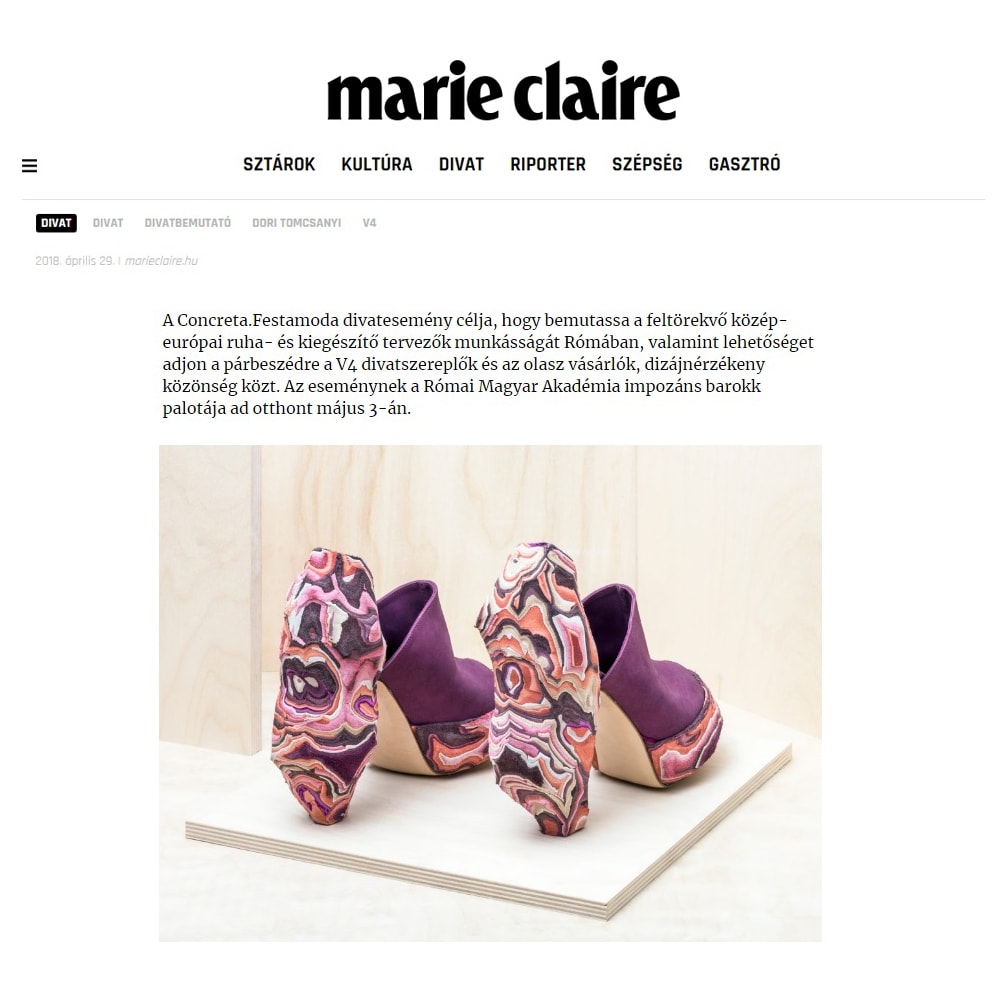 marie claire
SZTÁROK KULTÚRA DIVAT RIPORTER SZÉPSÉG GASZTRÓ
DIVAT DIVAT DIVATBEMUTATÓ DORI TOMCSANYI V4
2018. április 29. | marieclaire.hu
A Concreta.Festamoda divatesemény célja, hogy bemutassa a feltörekvő közép-
európai ruha- és kiegészítő tervezők munkásságát Rómában, valamint lehetőséget
adjon a párbeszédre a V4 divatszereplők és az olasz vásárlók, dizájnérzékeny
közönség közt. Az eseménynek a Római Magyar Akadémia impozáns barokk
palotája ad otthont május 3-án.